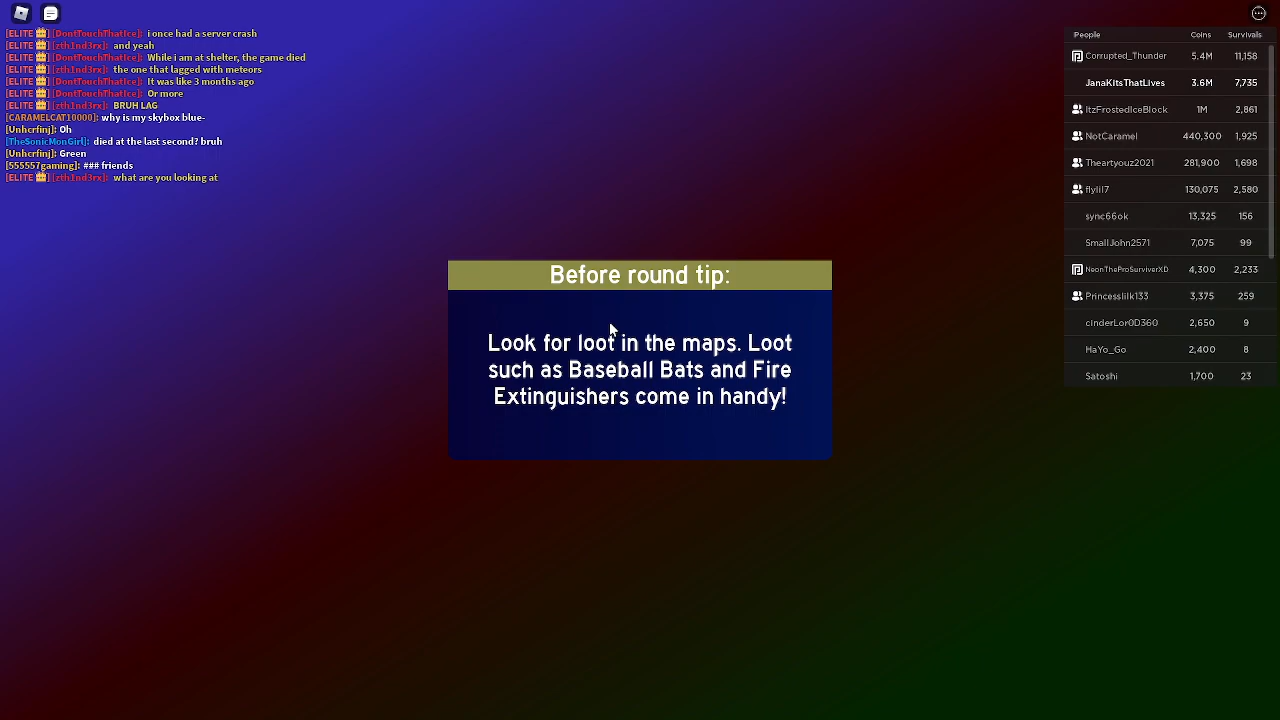 [ELITE 💼] [DontTouchThatIce]: i once had a server crash
[ELITE 💼] [zth1nd3rx]: and yeah
[ELITE 💼] [DontTouchThatIce]: While i am at shelter, the game died
[ELITE 💼] [zth1nd3rx]: the one that lagged with meteors
[ELITE 💼] [DontTouchThatIce]: It was like 3 months ago
[ELITE 💼] [DontTouchThatIce]: Or more
[ELITE 💼] [zth1nd3rx]: BRUH LAG
[CARAMELCAT10000]: why is my skybox blue-
[Unhcrfinj]: Oh
[TheSonicMonGirl]: died at the last second? bruh
[Unhcrfinj]: Green
[555557gaming]: ### friends
[ELITE 💼] [zth1nd3rx]: what are you looking at
Before round tip:
Look for loot in the maps. Loot
such as Baseball Bats and Fire
Extinguishers come in handy!
People Coins Survivals
Corrupted_Thunder 5.4M 11,158
JanaKitsThatLives 3.6M 7,735
ItzFrostedIceBlock 1M 2,861
NotCaramel 440,300 1,925
Theartyouz2021 281,900 1,698
flylil7 130,075 2,580
sync66ok 13,325 156
SmallJohn2571 7,075 99
NeonTheProSurviverXD 4,300 2,233
Princesslilk133 3,375 259
cinderLor0D360 2,650 9
HaYo_Go 2,400 8
Satoshi 1,700 23